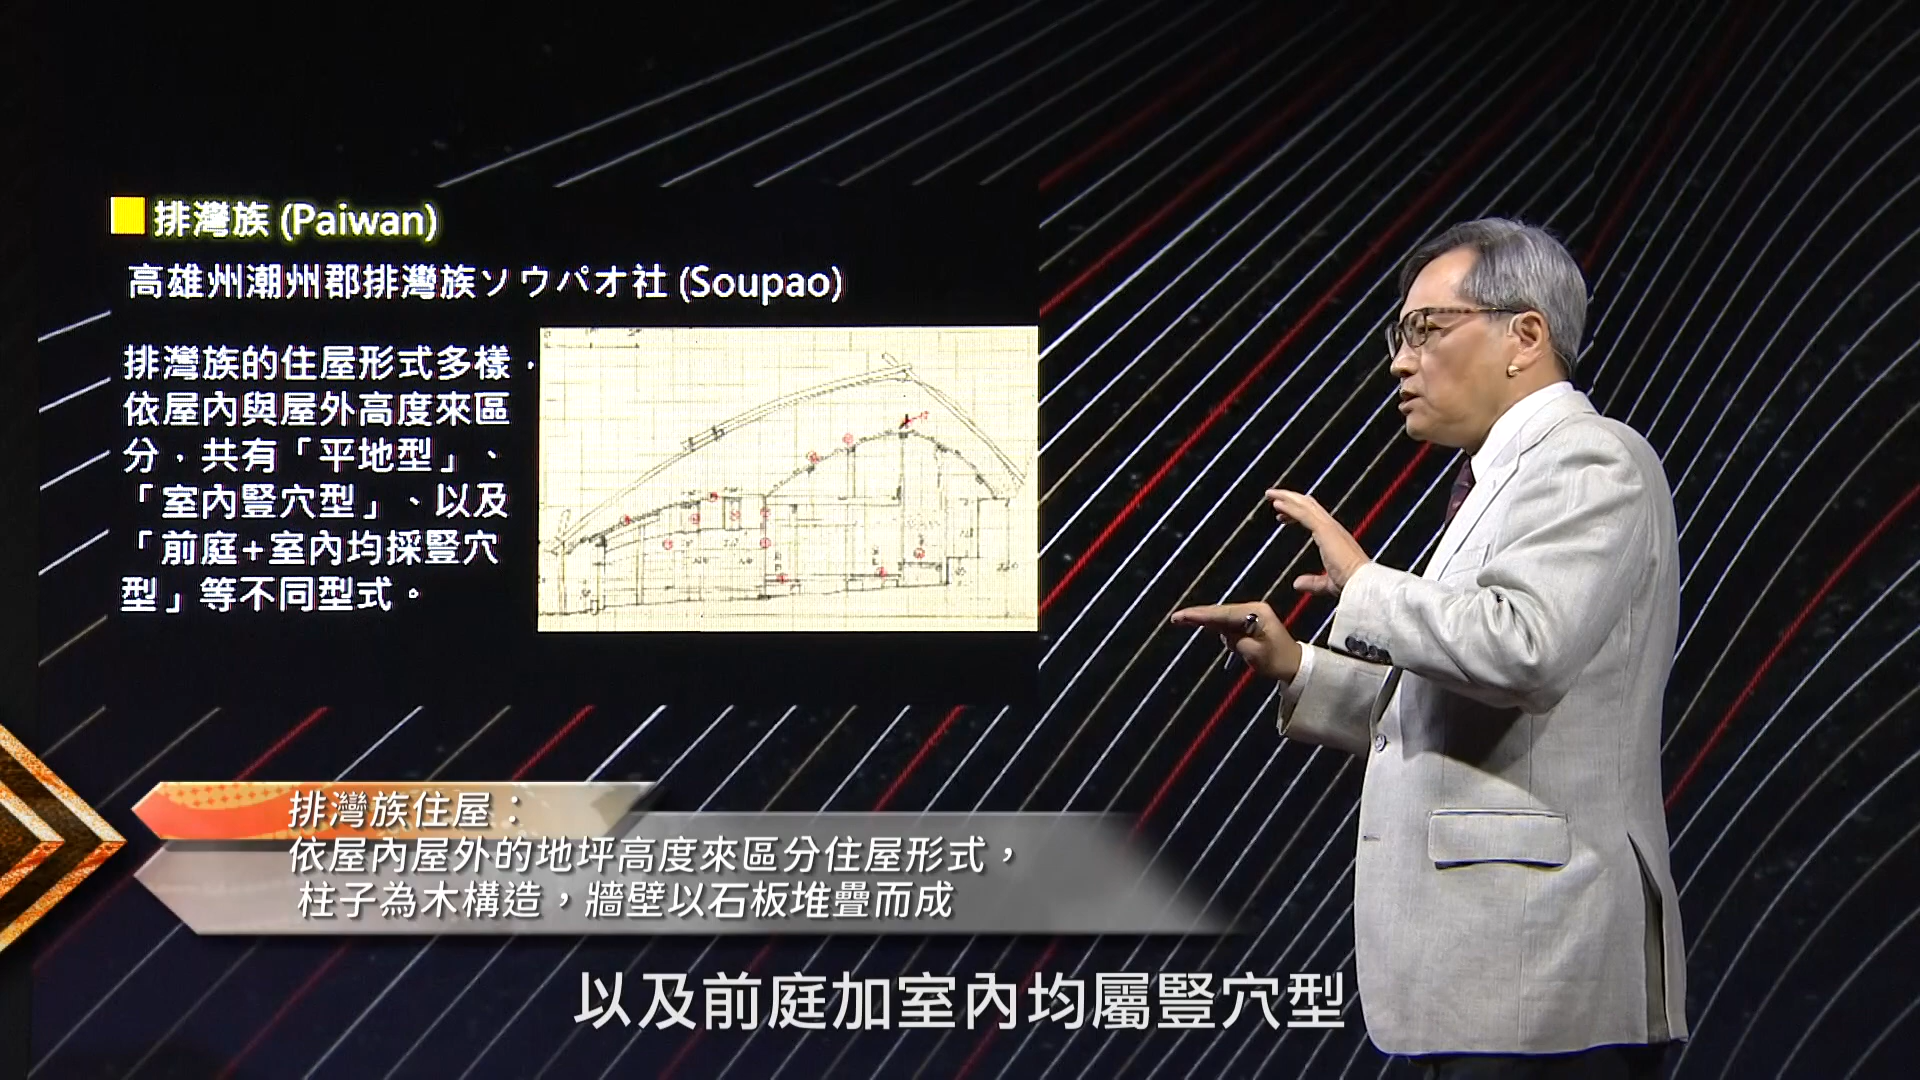 排灣族 (Paiwan)
高雄州潮州郡排灣族ソウパオ社 (Soupao)
排灣族的住屋形式多樣，
依屋內與屋外高度來區
分，共有「平地型」、
「室內豎穴型」、以及
「前庭+室內均採豎穴
型」等不同型式。
排灣族住屋：
依屋內屋外的地坪高度來區分住屋形式，
柱子為木構造，牆壁以石板堆疊而成
以及前庭加室內均屬豎穴型